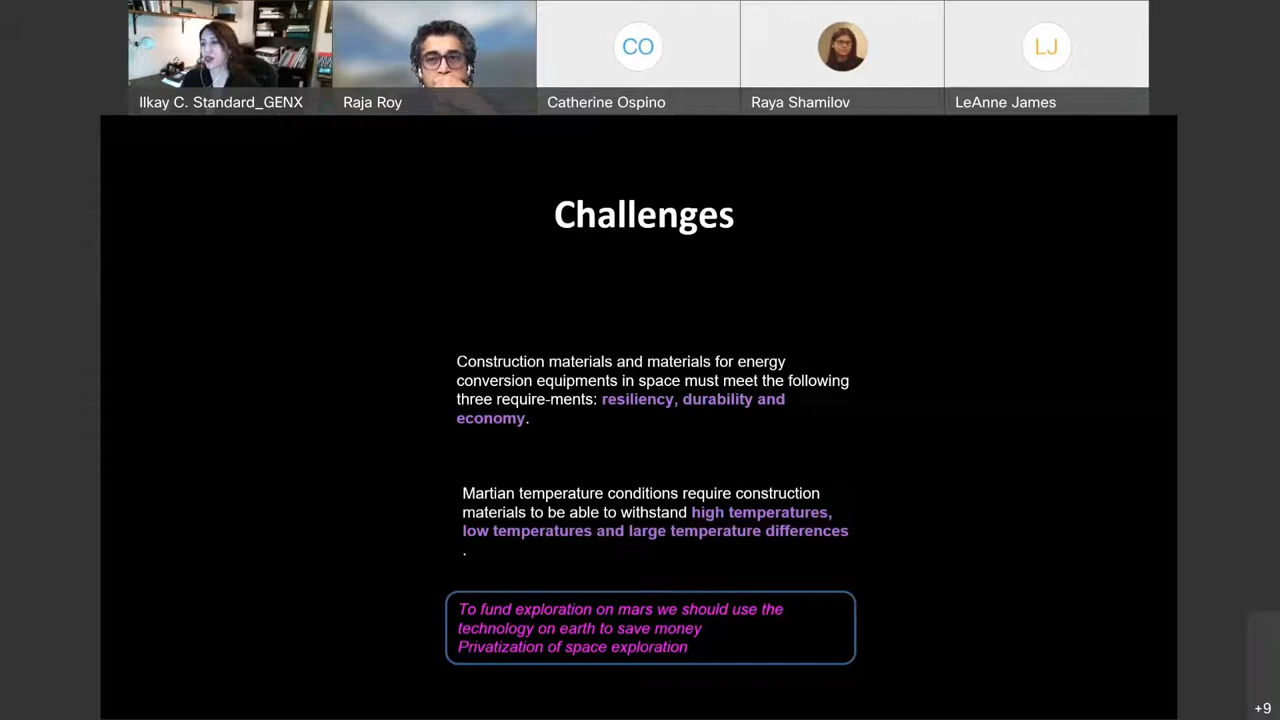 CO
LJ
Ilkay C. Standard_GENX
Raja Roy
Catherine Ospino
Raya Shamilov
LeAnne James
Challenges
Construction materials and materials for energy
conversion equipments in space must meet the following
three require-ments: resiliency, durability and
economy.
Martian temperature conditions require construction
materials to be able to withstand high temperatures,
low temperatures and large temperature differences
.
To fund exploration on mars we should use the
technology on earth to save money
Privatization of space exploration
+9